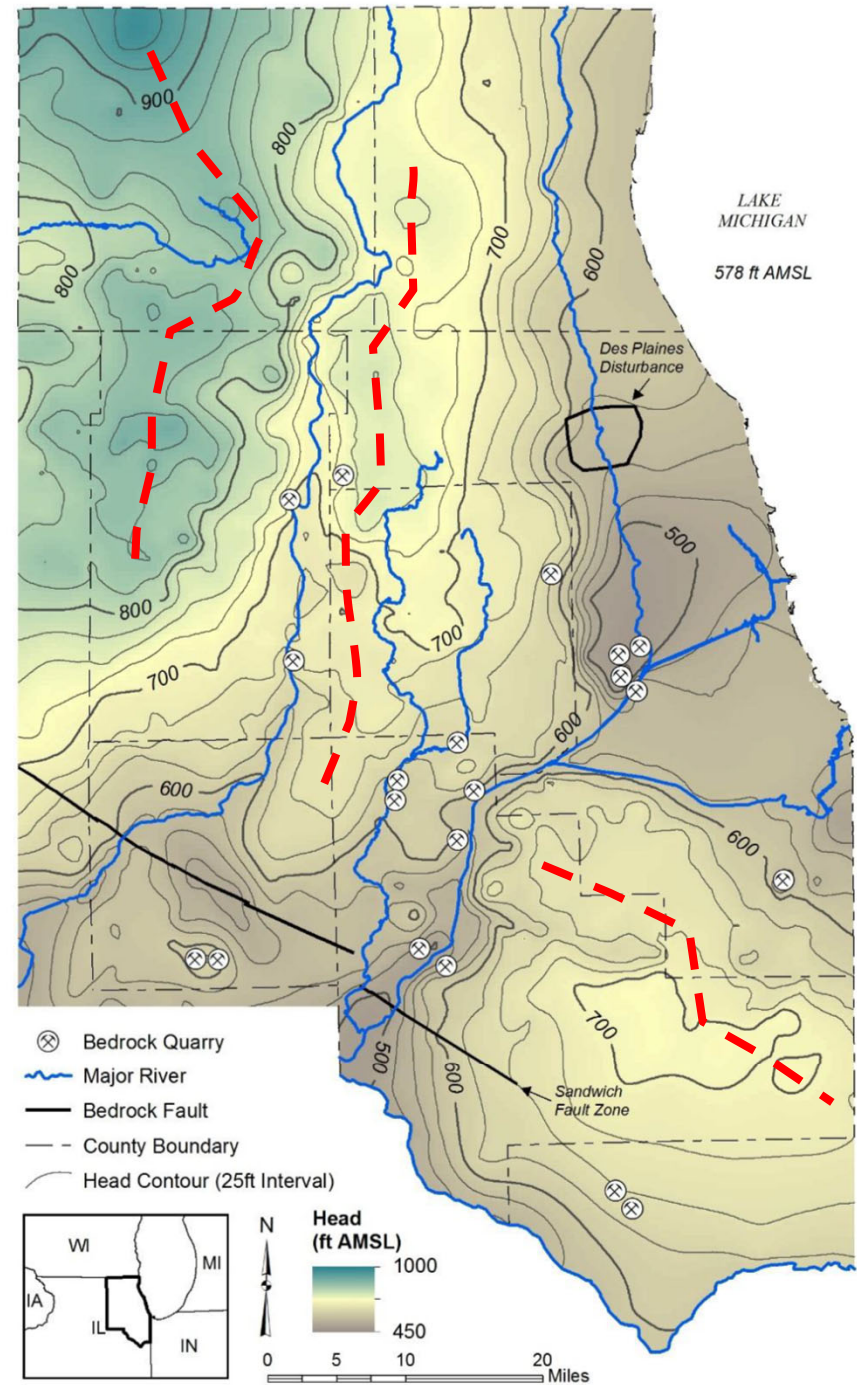 900
800
LAKE
MICHIGAN
578 ft AMSL
700
600
800
Des Plaines
Disturbance
500
800
700
700
600
600
600
700
500
600
Sandwich
Fault Zone
Bedrock Quarry
Major River
Bedrock Fault
County Boundary
Head Contour (25ft Interval)
WI
MI
IA
IL
IN
N
Head
(ft AMSL)
1000
450
0 5 10 20
Miles